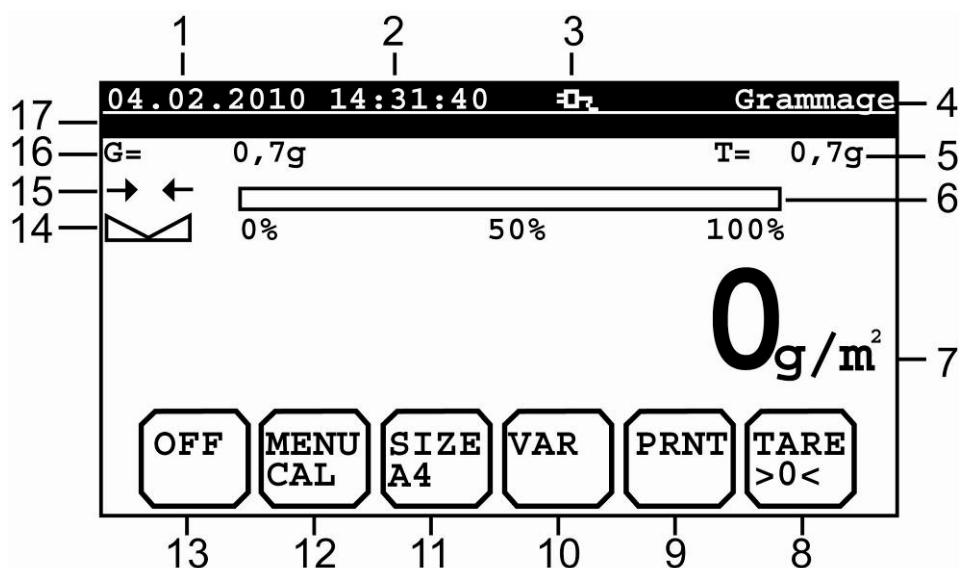 1 2 3
04.02.2010 14:31:40 Grammage 4
17
16 G= 0,7g T= 0,7g 5
15 6
14 0% 50% 100%
0g/m² 7
OFF MENU SIZE VAR PRNT TARE
CAL A4 >0<
13 12 11 10 9 8